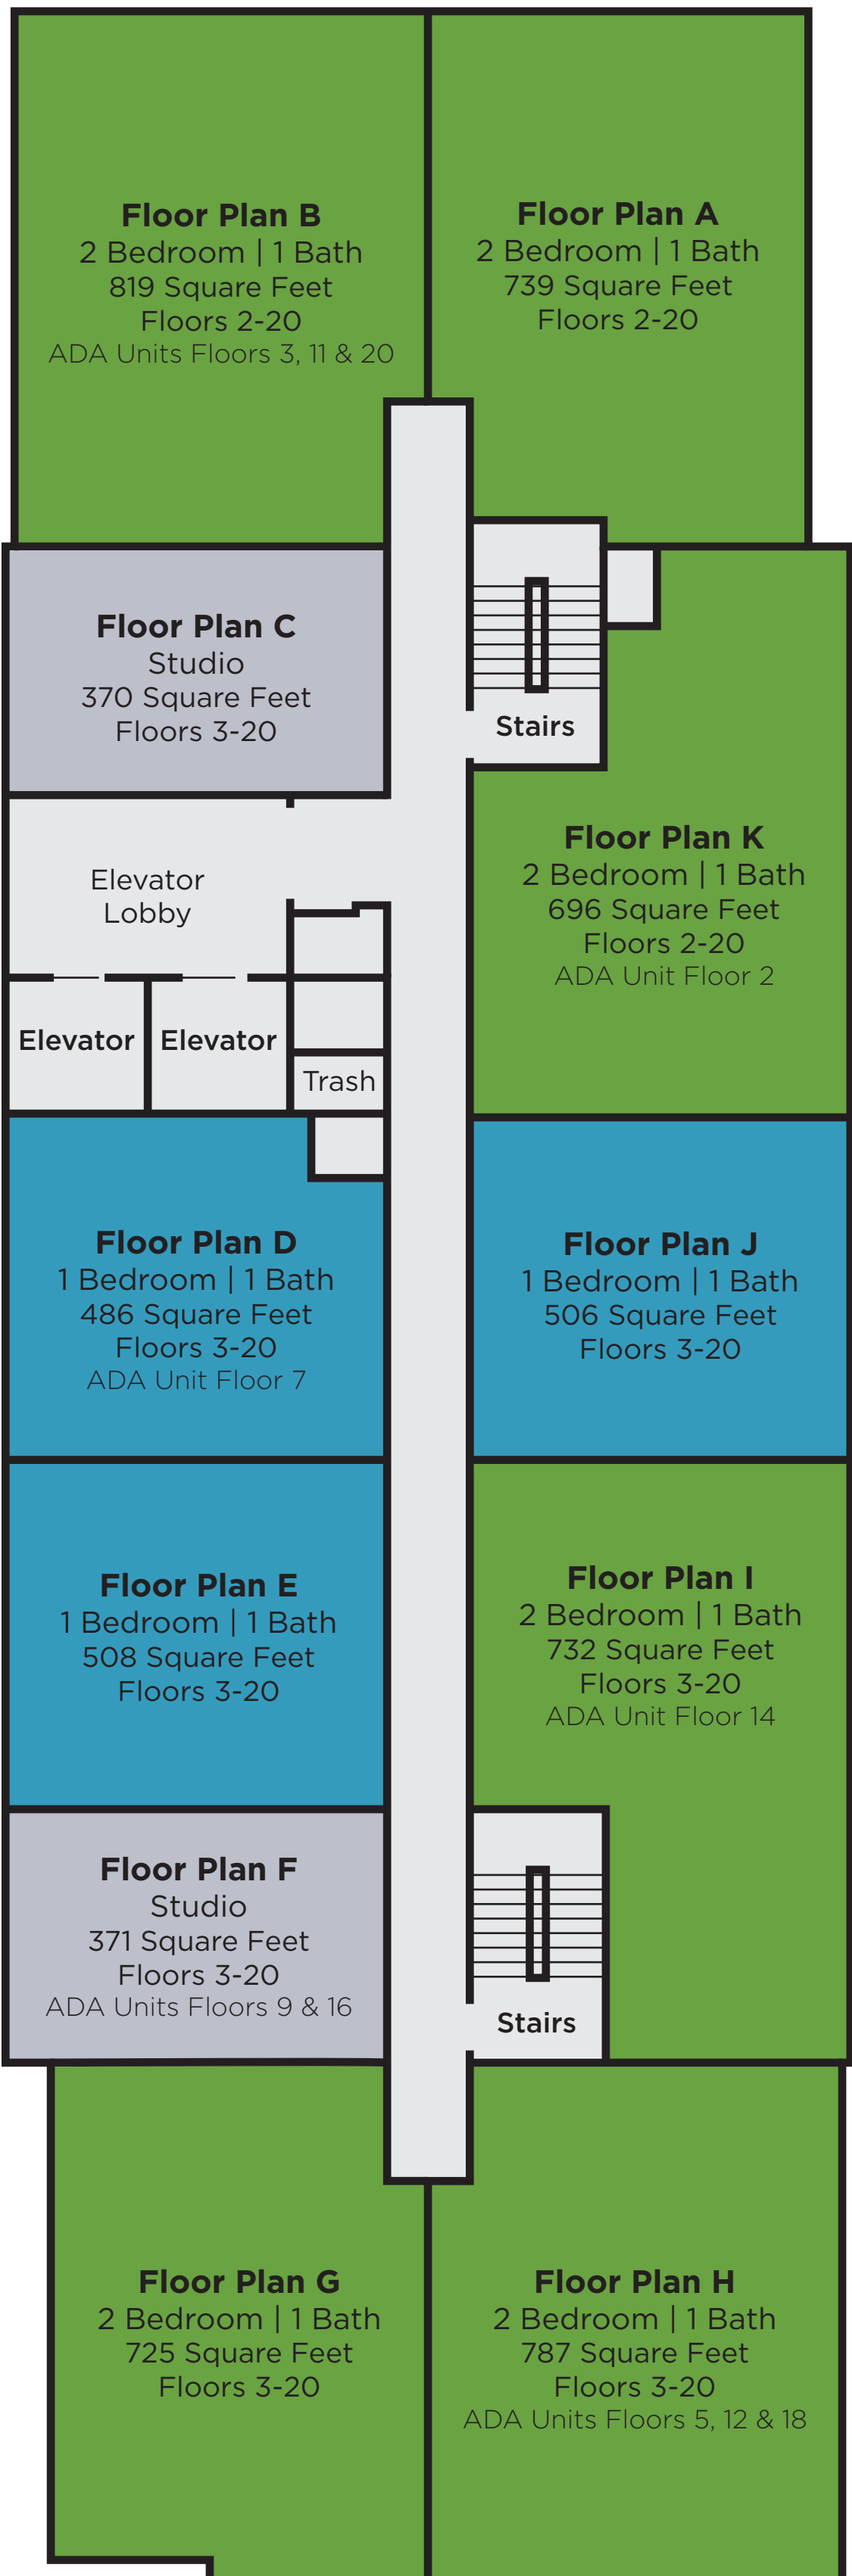 Floor Plan B
2 Bedroom | 1 Bath
819 Square Feet
Floors 2-20
ADA Units Floors 3, 11 & 20
Floor Plan A
2 Bedroom | 1 Bath
739 Square Feet
Floors 2-20
Floor Plan C
Studio
370 Square Feet
Floors 3-20
Stairs
Elevator
Lobby
Floor Plan K
2 Bedroom | 1 Bath
696 Square Feet
Floors 2-20
ADA Unit Floor 2
Elevator
Elevator
Trash
Floor Plan D
1 Bedroom | 1 Bath
486 Square Feet
Floors 3-20
ADA Unit Floor 7
Floor Plan J
1 Bedroom | 1 Bath
506 Square Feet
Floors 3-20
Floor Plan E
1 Bedroom | 1 Bath
508 Square Feet
Floors 3-20
Floor Plan I
2 Bedroom | 1 Bath
732 Square Feet
Floors 3-20
ADA Unit Floor 14
Floor Plan F
Studio
371 Square Feet
Floors 3-20
ADA Units Floors 9 & 16
Stairs
Floor Plan G
2 Bedroom | 1 Bath
725 Square Feet
Floors 3-20
Floor Plan H
2 Bedroom | 1 Bath
787 Square Feet
Floors 3-20
ADA Units Floors 5, 12 & 18